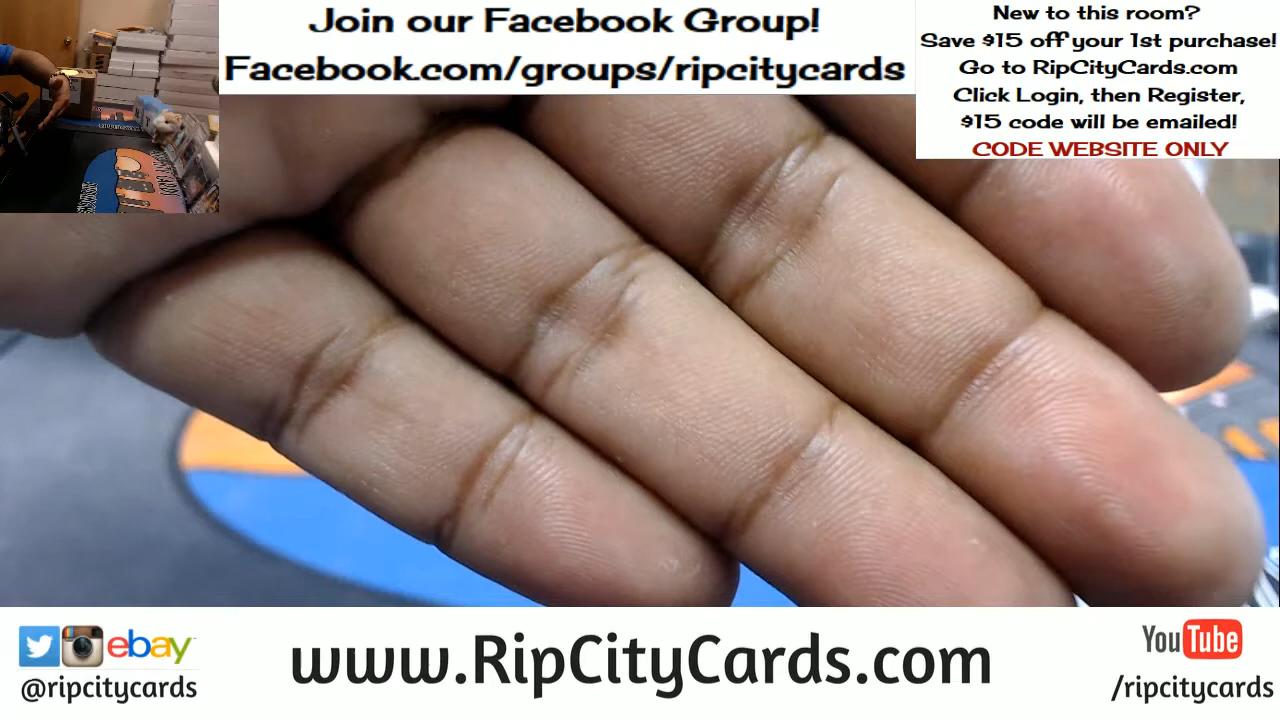 Join our Facebook Group!
Facebook.com/groups/ripcitycards
New to this room?
Save $15 off your 1st purchase!
Go to RipCityCards.com
Click Login, then Register,
$15 code will be emailed!
CODE WEBSITE ONLY
ebay
@ripcitycards
www.RipCityCards.com
YouTube
/ripcitycards